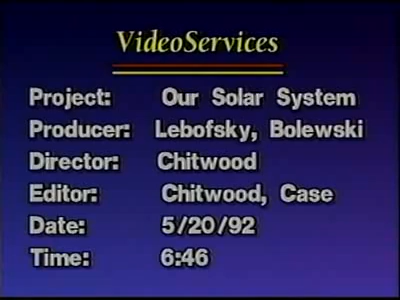 VideoServices
Project: Our Solar System
Producer: Lebofsky, Bolewski
Director: Chitwood
Editor: Chitwood, Case
Date: 5/20/92
Time: 6:46